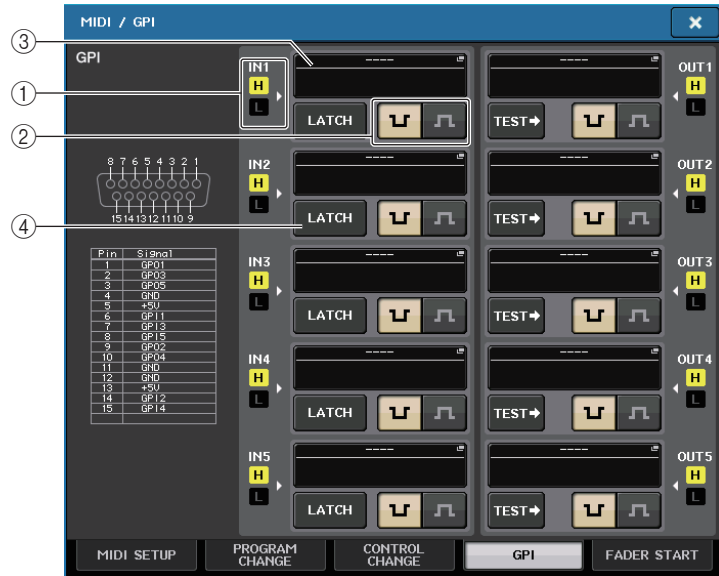 MIDI / GPI
GPI
③
①
②
④
8 7 6 5 4 3 2 1
15 14 13 12 11 10 9
Pin Signal
1 GPO1
2 GPO3
3 GPO5
4 GND
5 +5V
6 GPI1
7 GPI3
8 GPI5
9 GPO2
10 GPO4
11 GND
12 GND
13 +5V
14 GPI2
15 GPI4
IN1
H
L
----
LATCH
IN2
H
L
----
LATCH
IN3
H
L
----
LATCH
IN4
H
L
----
LATCH
IN5
H
L
----
LATCH
----
TEST
OUT1
H
L
----
TEST
OUT2
H
L
----
TEST
OUT3
H
L
----
TEST
OUT4
H
L
----
TEST
OUT5
H
L
MIDI SETUP
PROGRAM
CHANGE
CONTROL
CHANGE
GPI
FADER START